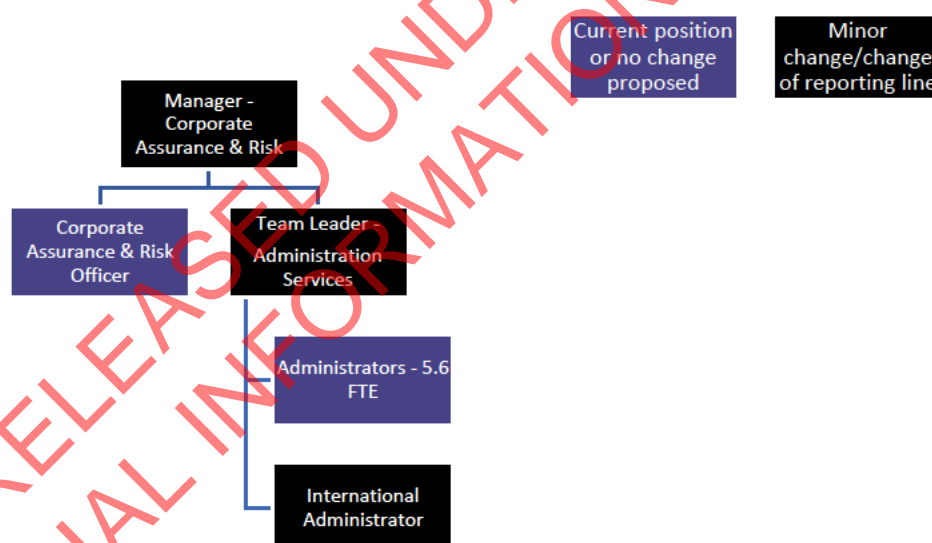 Current position
or no change
proposed
Minor
change/change
of reporting line
Manager -
Corporate
Assurance & Risk
Corporate
Assurance & Risk
Officer
Team Leader -
Administration
Services
Administrators - 5.6
FTE
International
Administrator
RELEASED UND
IAL INFORMATION